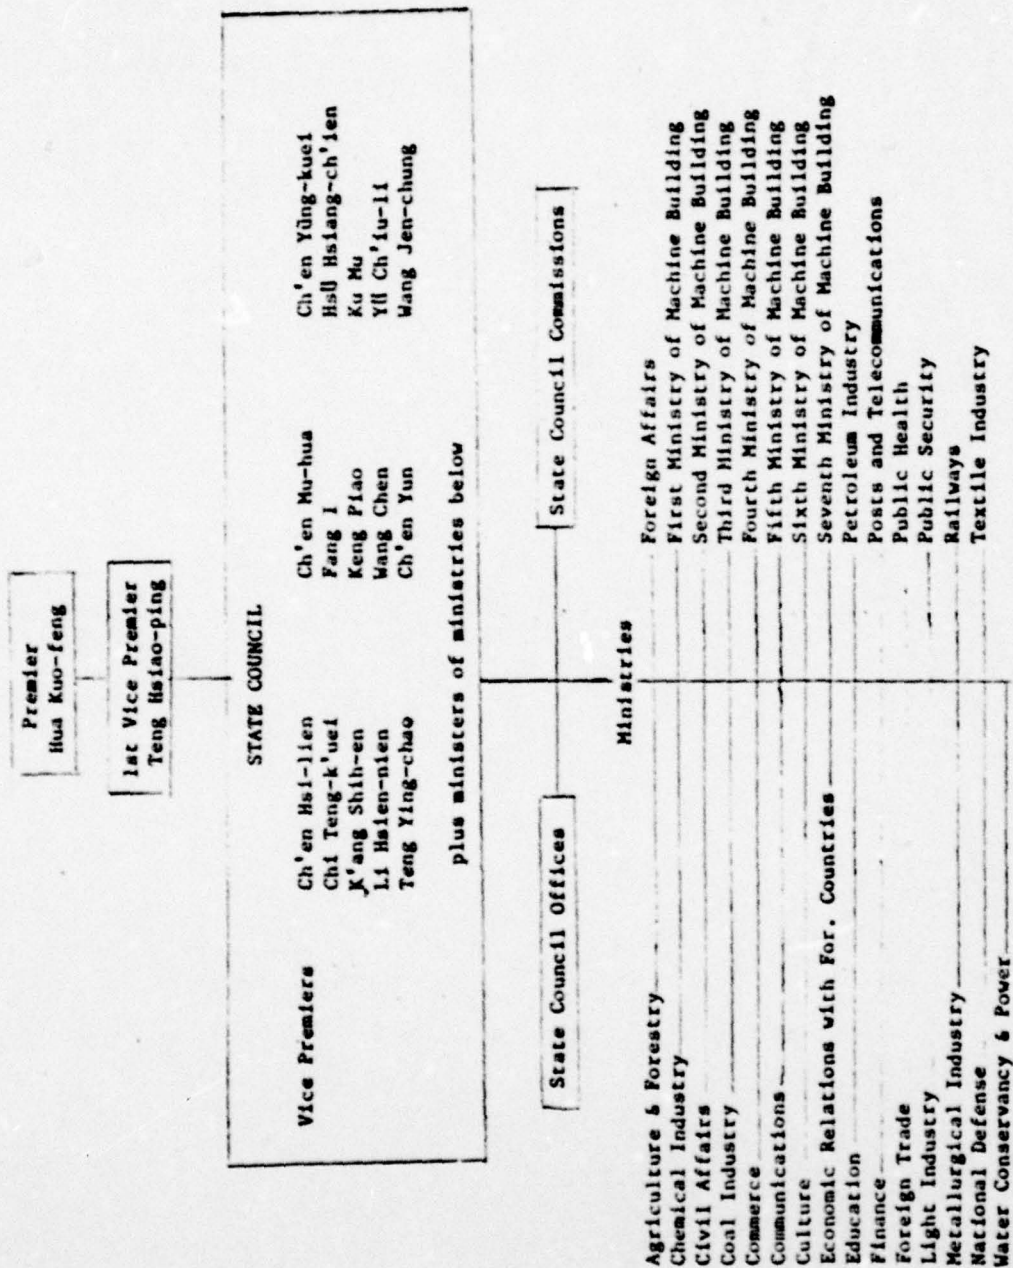 Premier
Hua Kuo-feng
1st Vice Premier
Teng Hsiao-ping
STATE COUNCIL
Vice Premiers
Ch'en Hsi-lien
Chi Teng-k'uei
K'ang Shih-en
Li Hsien-nien
Teng Ying-chao
Ch'en Mu-hua
Fang I
Keng Piao
Wang Chen
Ch'en Yun
Ch'en Yüng-kuei
HsÜ Hsiang-ch'ien
Ku Mu
YÜ Ch'iu-li
Wang Jen-chung
plus ministers of ministries below
State Council Offices
State Council Commissions
Ministries
Agriculture & Forestry
Chemical Industry
Civil Affairs
Coal Industry
Commerce
Communications
Culture
Economic Relations with For. Countries
Education
Finance
Foreign Trade
Light Industry
Metallurgical Industry
National Defense
Water Conservancy & Power
Foreign Affairs
First Ministry of Machine Building
Second Ministry of Machine Building
Third Ministry of Machine Building
Fourth Ministry of Machine Building
Fifth Ministry of Machine Building
Sixth Ministry of Machine Building
Seventh Ministry of Machine Building
Petroleum Industry
Posts and Telecommunications
Public Health
Public Security
Railways
Textile Industry